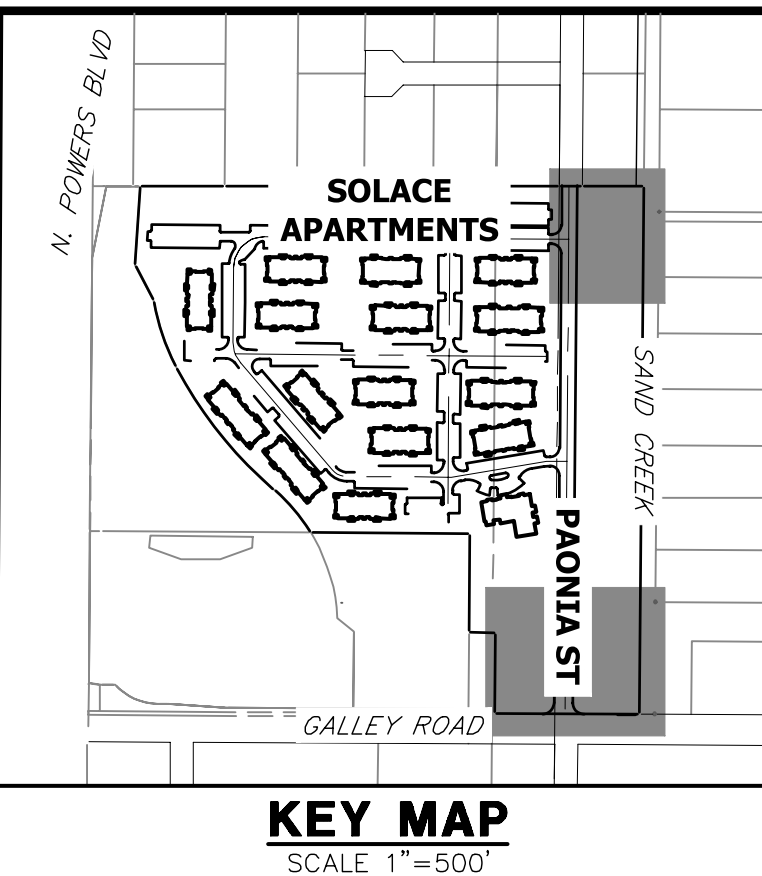 N. POWERS BLVD
SOLACE
APARTMENTS
SAND CREEK
PAONIA ST
GALLEY ROAD
KEY MAP
SCALE 1"=500'